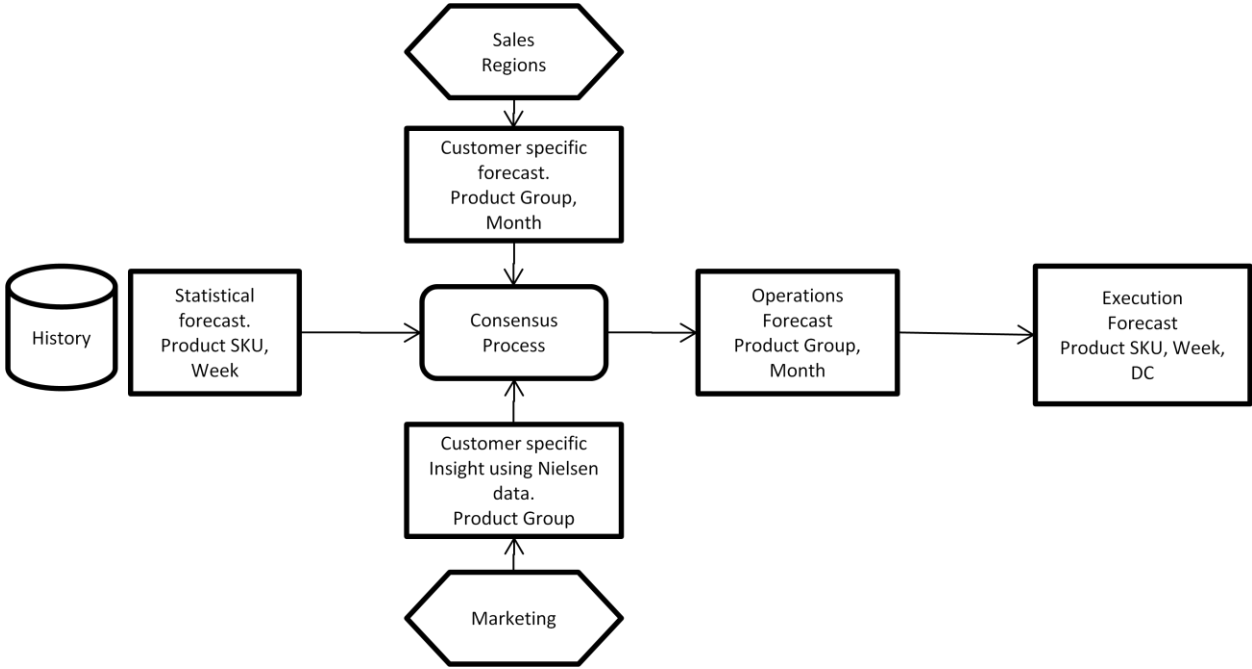 Sales
Regions
Customer specific
forecast.
Product Group,
Month
History
Statistical
forecast.
Product SKU,
Week
Consensus
Process
Operations
Forecast
Product Group,
Month
Execution
Forecast
Product SKU, Week,
DC
Customer specific
Insight using Nielsen
data.
Product Group
Marketing